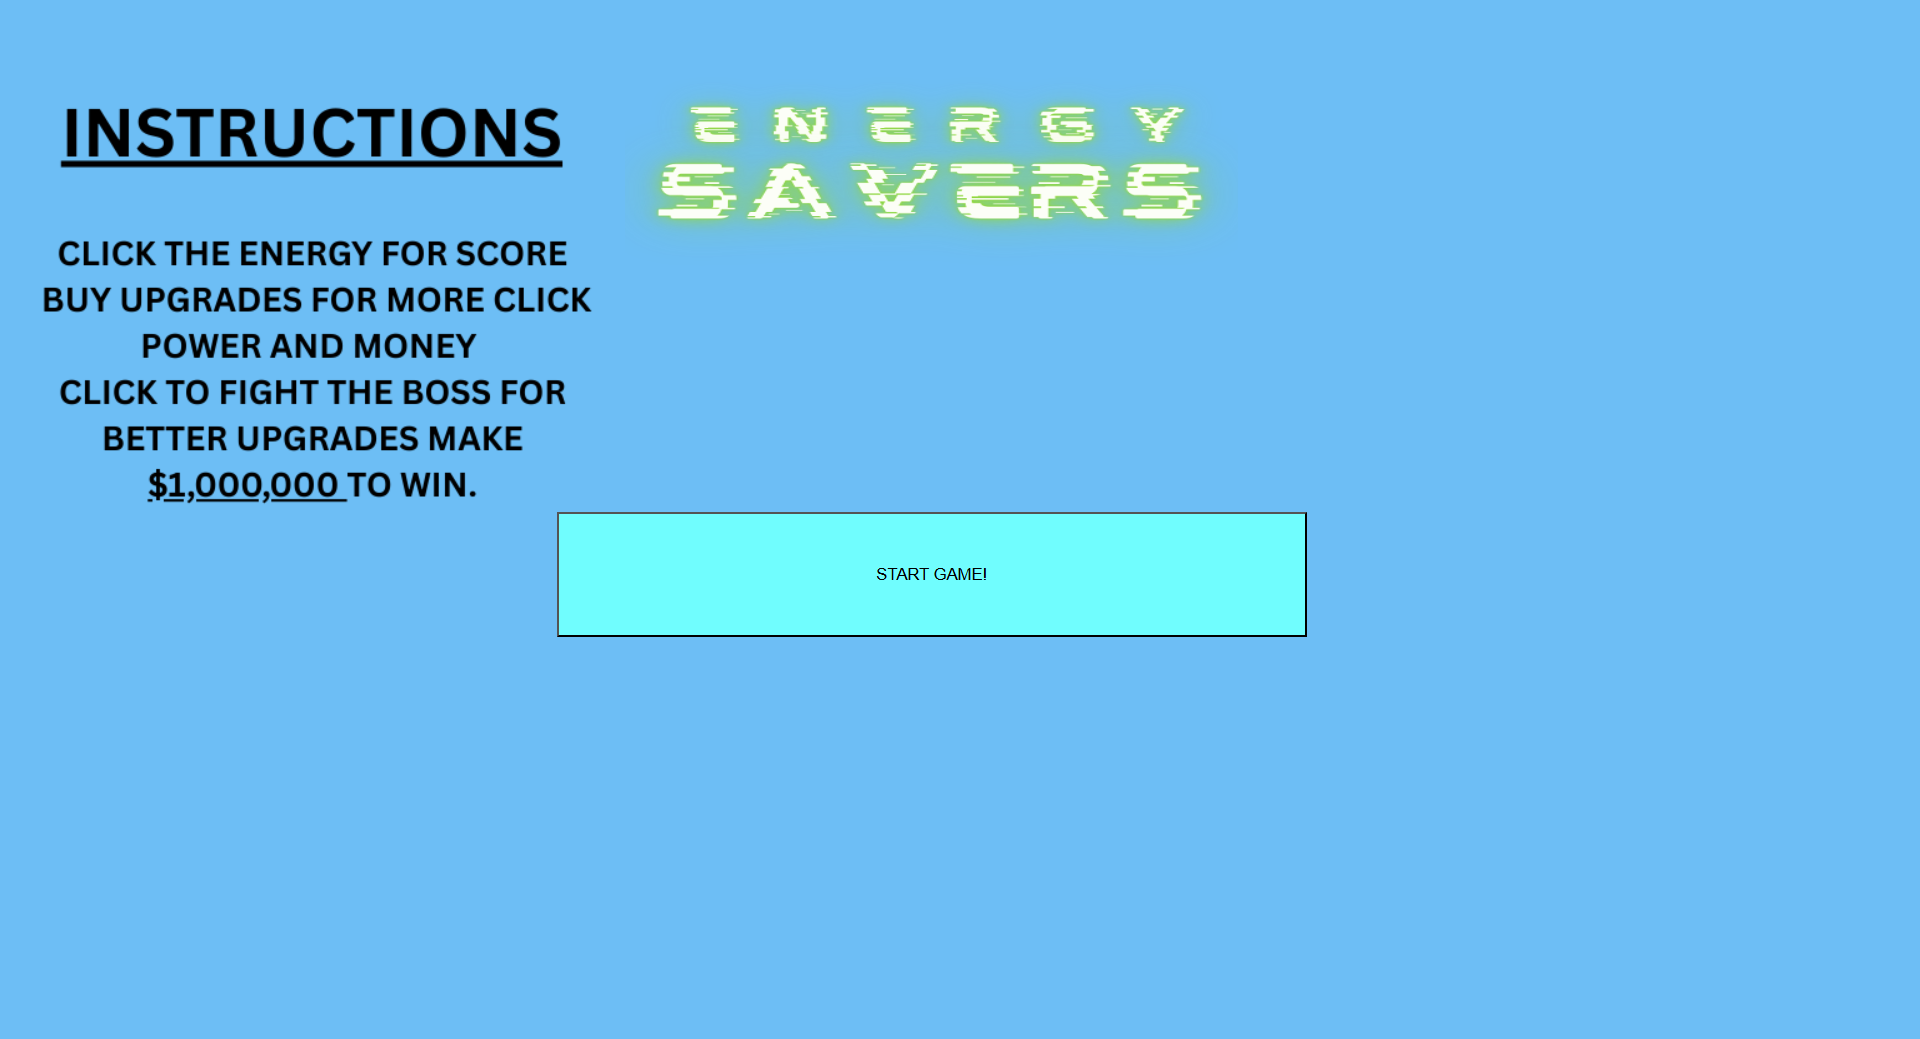 INSTRUCTIONS
CLICK THE ENERGY FOR SCORE
BUY UPGRADES FOR MORE CLICK
POWER AND MONEY
CLICK TO FIGHT THE BOSS FOR
BETTER UPGRADES MAKE
$1,000,000 TO WIN.
ENERGY
SAVERS
START GAME!